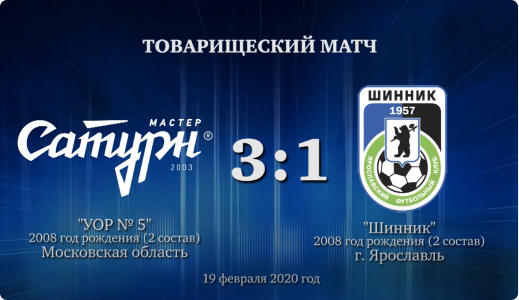 ТОВАРИЩЕСКИЙ МАТЧ
МАСТЕР
Сатурн®
2003
3:1
ШИННИК
1957
ЯРОСЛАВСКИЙ ФУТБОЛЬНЫЙ КЛУБ
"УОР № 5"
2008 год рождения (2 состав)
Московская область
"Шинник"
2008 год рождения (2 состав)
г. Ярославль
19 февраля 2020 год